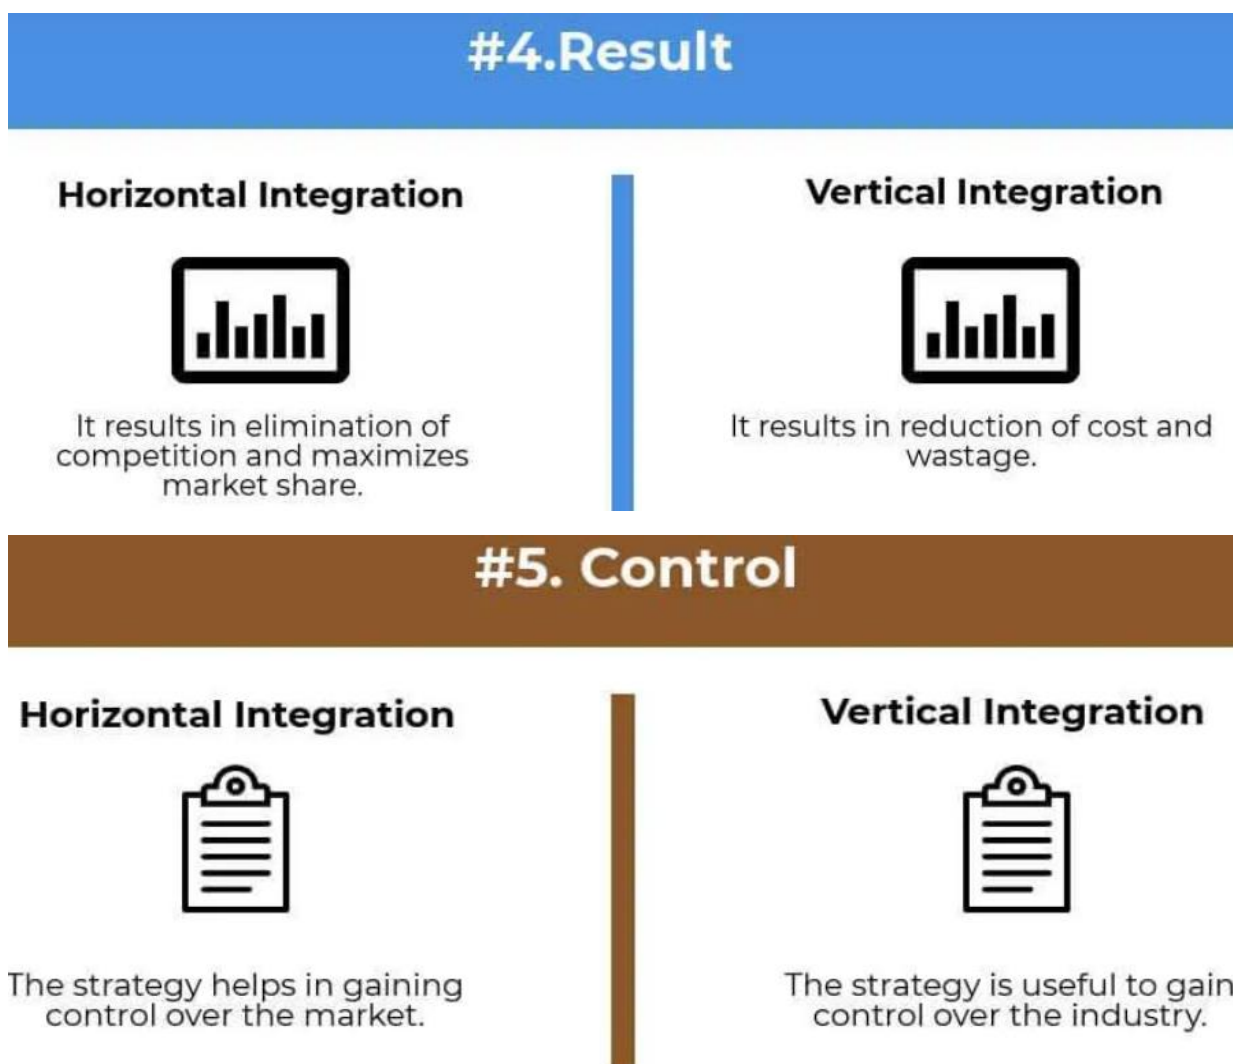 #4.Result
Horizontal Integration
It results in elimination of
competition and maximizes
market share.
Vertical Integration
It results in reduction of cost and
wastage.
#5. Control
Horizontal Integration
The strategy helps in gaining
control over the market.
Vertical Integration
The strategy is useful to gain
control over the industry.